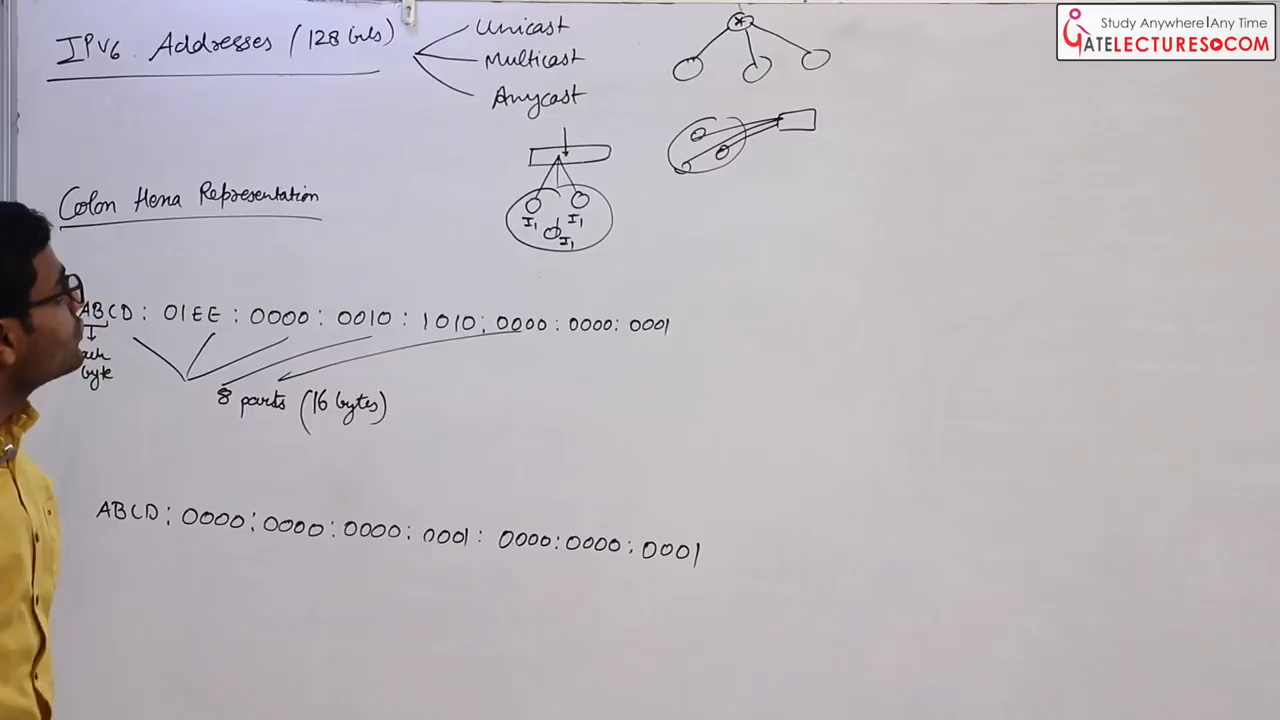 IPv6 Addresses (128 bits)
Unicast
Multicast
Anycast
Study Anywhere | Any Time
GATELECTURES.COM
I1 I1
I1
Colon Hexa Representation
ABCD : 01EE : 0000 : 0010 : 1010 : 0000 : 0000 : 0001
byte
8 parts (16 bytes)
ABCD : 0000 : 0000 : 0000 : 0001 : 0000 : 0000 : 0001